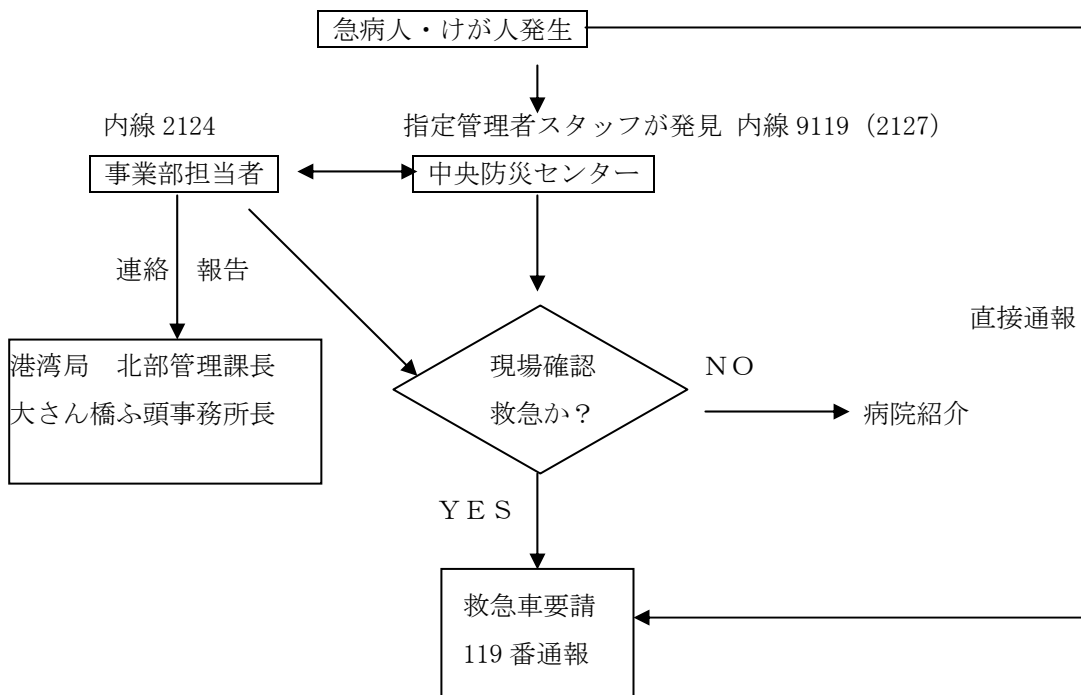 急病人・けが人発生
内線 2124
指定管理者スタッフが発見 内線 9119（2127）
事業部担当者
中央防災センター
連絡 報告
直接通報
港湾局　北部管理課長
大さん橋ふ頭事務所長
現場確認
救急か？
ＮＯ
病院紹介
ＹＥＳ
救急車要請
119 番通報